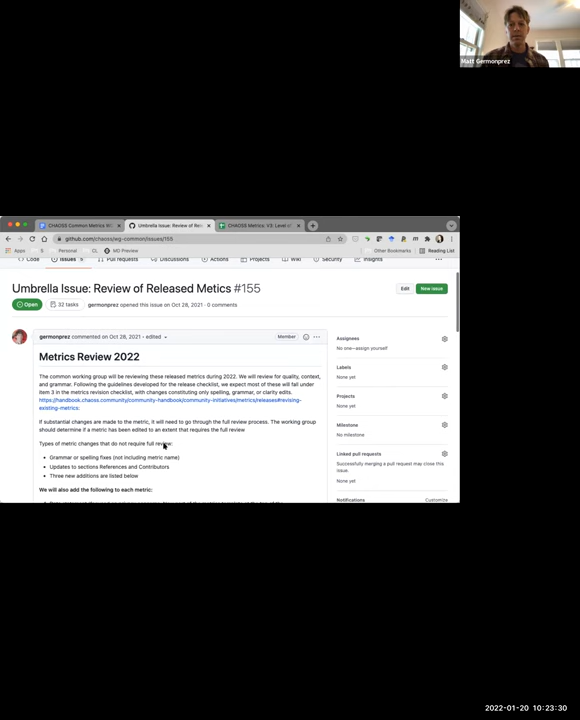 Matt Germonprez
CHAOSS Common Metrics W
Umbrella Issue: Review of Rele
CHAOSS Metrics: V3: Level of
github.com/chaoss/wg-common/issues/155
Apps
S
Personal
CL
MD Preview
Other Bookmarks
Reading List
Code
Issues
Pull requests
Discussions
Actions
Projects
Wiki
Security
Insights
Umbrella Issue: Review of Released Metics #155
Edit
New issue
Open
32 tasks
germonprez opened this issue on Oct 28, 2021 · 0 comments
germonprez commented on Oct 28, 2021 • edited
Member
Metrics Review 2022
The common working group will be reviewing these released metrics during 2022. We will review for quality, context,
and grammar. Following the guidelines developed for the release checklist, we expect most of these will fall under
item 3 in the metrics revision checklist, with changes constituting only spelling, grammar, or clarity edits.
https://handbook.chaoss.community/community-handbook/community-initiatives/metrics/releases#revising-
existing-metrics:
If substantial changes are made to the metric, it will need to go through the full review process. The working group
should determine if a metric has been edited to an extent that requires the full review
Types of metric changes that do not require full review:
• Grammar or spelling fixes (not including metric name)
• Updates to sections References and Contributors
• Three new additions are listed below
We will also add the following to each metric:
Assignees
No one—assign yourself
Labels
None yet
Projects
None yet
Milestone
No milestone
Linked pull requests
Successfully merging a pull request may close this
issue.
None yet
Notifications
Customize
2022-01-20 10:23:30